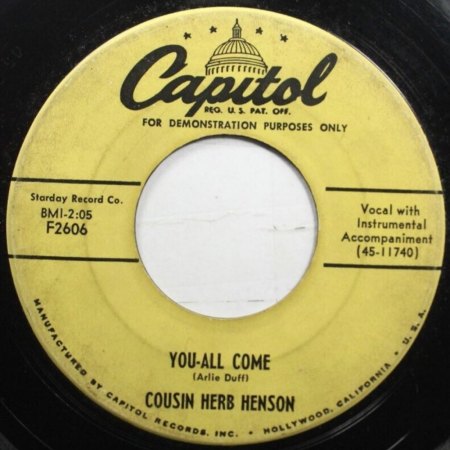 Capitol
REG. U.S. PAT. OFF.
FOR DEMONSTRATION PURPOSES ONLY
Starday Record Co.
BMI-2:05
F2606
Vocal with
Instrumental
Accompaniment
(45-11740)
YOU-ALL COME
(Arlie Duff)
COUSIN HERB HENSON
MANUFACTURED BY CAPITOL RECORDS, INC. • HOLLYWOOD, CALIFORNIA • U.S.A.